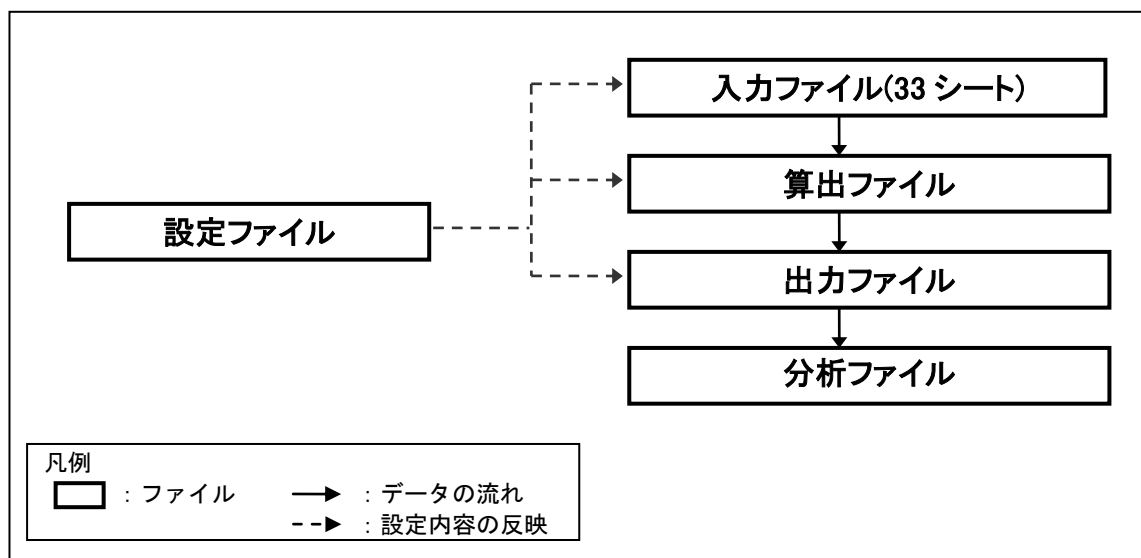 入力ファイル(33 シート)
算出ファイル
設定ファイル
出力ファイル
分析ファイル
凡例
: ファイル
: データの流れ
: 設定内容の反映